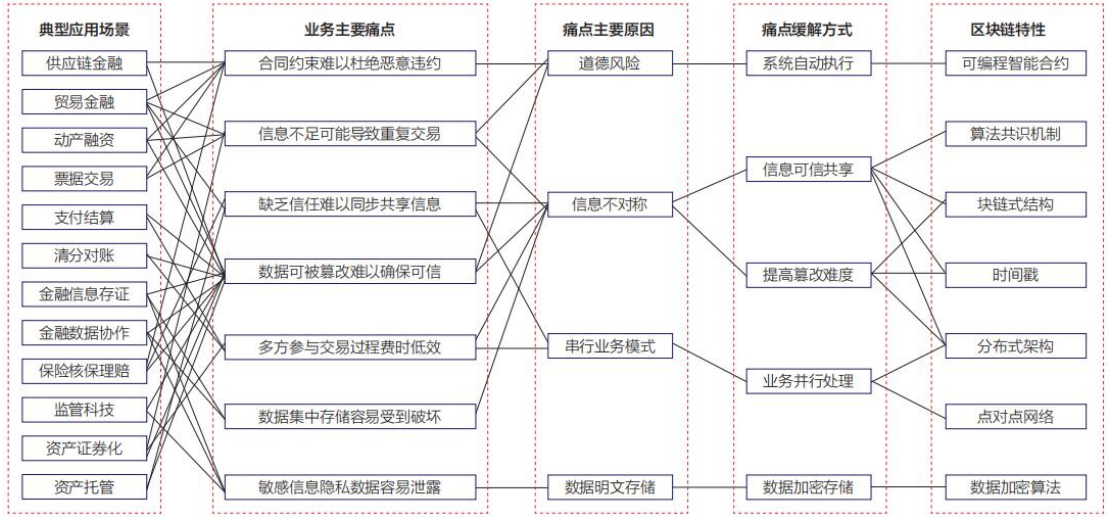 典型应用场景
供应链金融
贸易金融
动产融资
票据交易
支付结算
清分对账
金融信息存证
金融数据协作
保险核保理赔
监管科技
资产证券化
资产托管
业务主要痛点
合同约束难以杜绝恶意违约
信息不足可能导致重复交易
缺乏信任难以同步共享信息
数据可被篡改难以确保可信
多方参与交易过程费时低效
数据集中存储容易受到破坏
敏感信息隐私数据容易泄露
痛点主要原因
道德风险
信息不对称
串行业务模式
数据明文存储
痛点缓解方式
系统自动执行
信息可信共享
提高篡改难度
业务并行处理
数据加密存储
区块链特性
可编程智能合约
算法共识机制
块链式结构
时间戳
分布式架构
点对点网络
数据加密算法